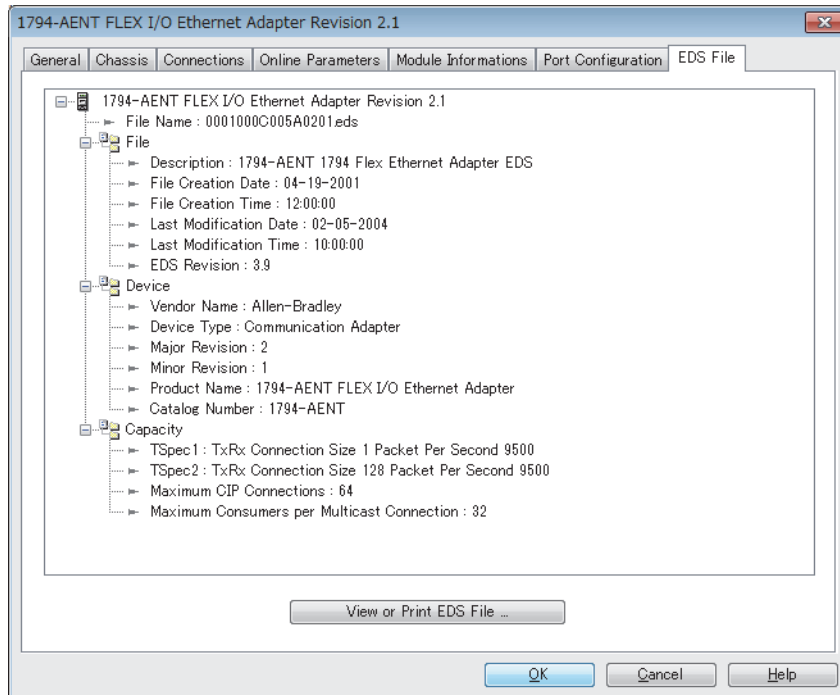 1794-AENT FLEX I/O Ethernet Adapter Revision 2.1
General Chassis Connections Online Parameters Module Informations Port Configuration EDS File
1794-AENT FLEX I/O Ethernet Adapter Revision 2.1
File Name : 0001000C005A0201.eds
File
Description : 1794-AENT 1794 Flex Ethernet Adapter EDS
File Creation Date : 04-19-2001
File Creation Time : 12:00:00
Last Modification Date : 02-05-2004
Last Modification Time : 10:00:00
EDS Revision : 3.9
Device
Vendor Name : Allen-Bradley
Device Type : Communication Adapter
Major Revision : 2
Minor Revision : 1
Product Name : 1794-AENT FLEX I/O Ethernet Adapter
Catalog Number : 1794-AENT
Capacity
TSpec1 : TxRx Connection Size 1 Packet Per Second 9500
TSpec2 : TxRx Connection Size 128 Packet Per Second 9500
Maximum CIP Connections : 64
Maximum Consumers per Multicast Connection : 32
View or Print EDS File ...
OK Cancel Help